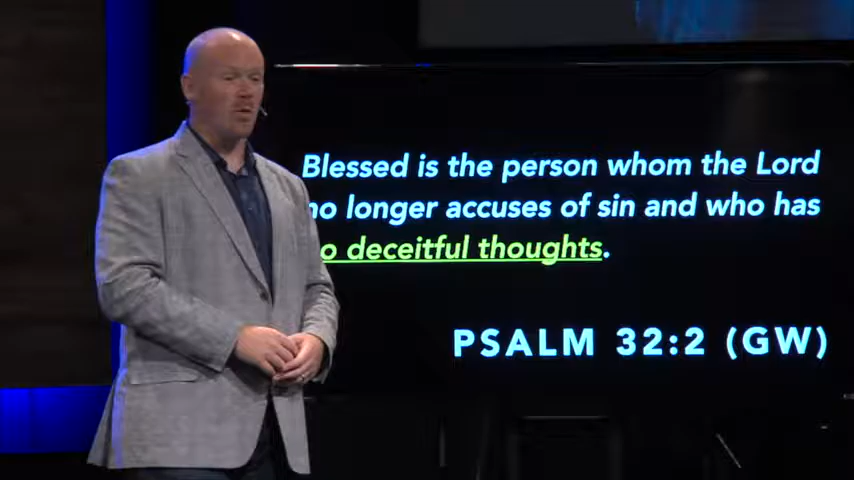 Blessed is the person whom the Lord
no longer accuses of sin and who has
o deceitful thoughts.
PSALM 32:2 (GW)